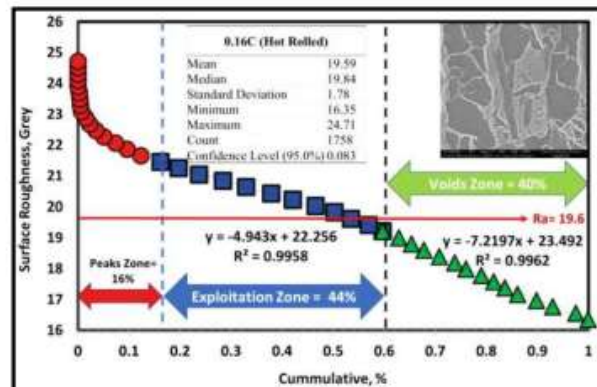 0.16C (Hot Rolled)
Mean 19.59
Median 19.84
Standard Deviation 1.78
Minimum 16.35
Maximum 24.71
Count 1758
Confidence Level (95.0%) 0.083
Surface Roughness, Grey
25
24
23
22
21
20
19
18
17
16
Voids Zone = 40%
Ra= 19.6
y = -4.943x + 22.256
R² = 0.9958
y = -7.2197x + 23.492
R² = 0.9962
Peaks Zone=
16%
Exploitation Zone = 44%
0 0.1 0.2 0.3 0.4 0.5 0.6 0.7 0.8 0.9 1
Cummulative, %